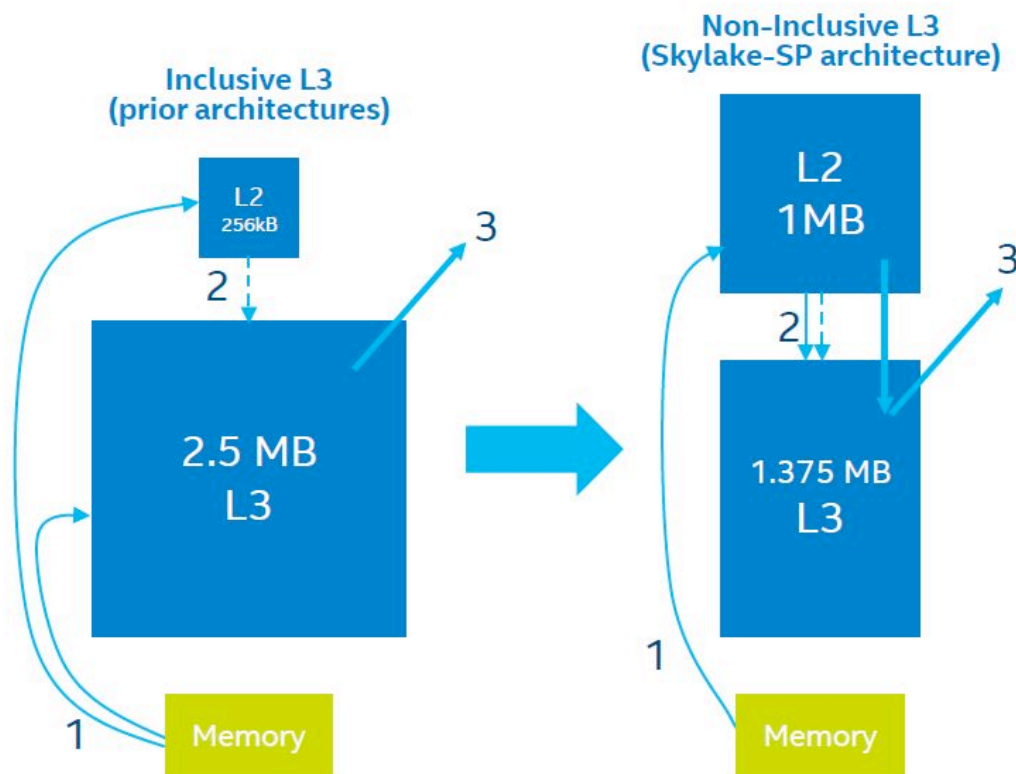 Inclusive L3
(prior architectures)
L2
256kB
2
3
2.5 MB
L3
1
Memory
Non-Inclusive L3
(Skylake-SP architecture)
L2
1MB
2
3
1.375 MB
L3
1
Memory